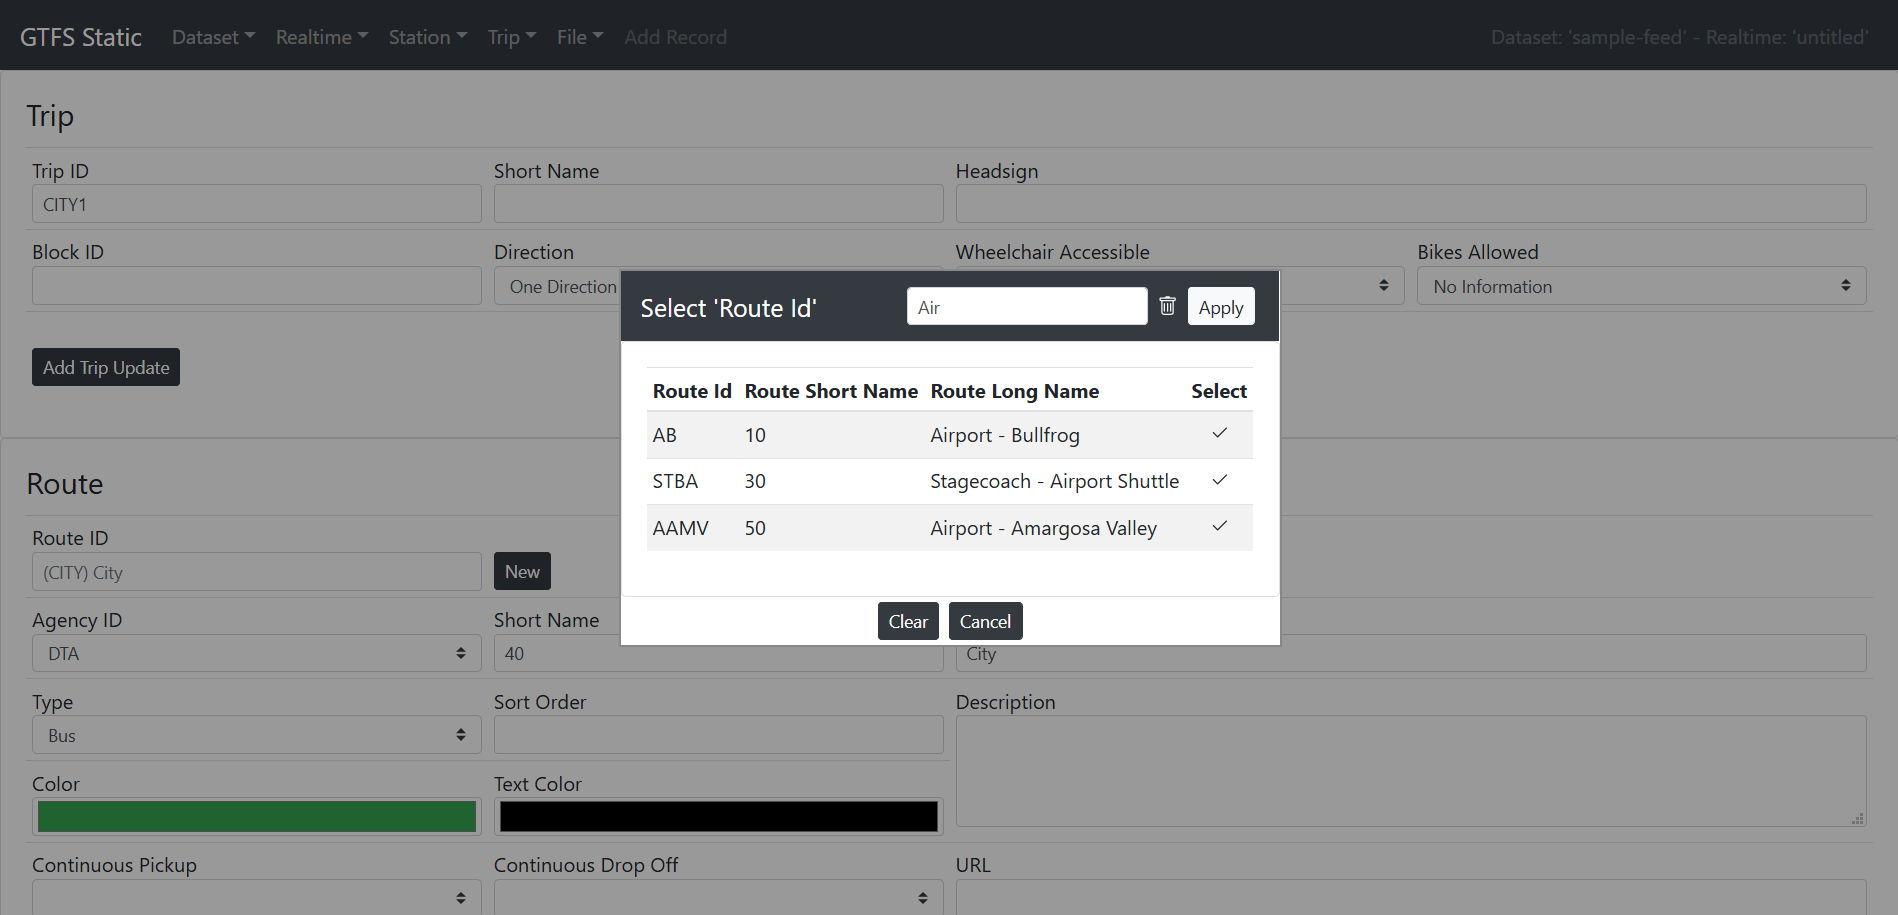 GTFS Static Dataset Realtime Station Trip File Add Record Dataset: 'sample-feed' - Realtime: 'untitled'
Trip
Trip ID Short Name Headsign
CITY1
Block ID Direction Wheelchair Accessible Bikes Allowed
One Direction No Information
Select 'Route Id' Air Apply
Add Trip Update
Route Id Route Short Name Route Long Name Select
AB 10 Airport - Bullfrog
STBA 30 Stagecoach - Airport Shuttle
AAMV 50 Airport - Amargosa Valley
Clear Cancel
Route
Route ID
(CITY) City New
Agency ID Short Name
DTA 40 City
Type Sort Order Description
Bus
Color Text Color
Continuous Pickup Continuous Drop Off URL